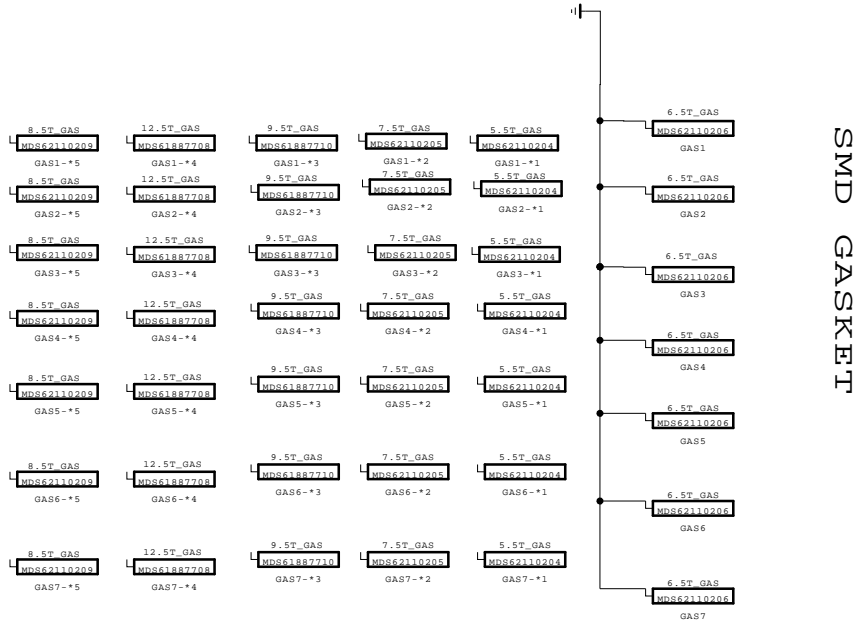 SMD GASKET
8.5T_GAS
MDS62110209
GAS1-*5
12.5T_GAS
MDS61887708
GAS1-*4
9.5T_GAS
MDS61887710
GAS1-*3
7.5T_GAS
MDS62110205
GAS1-*2
5.5T_GAS
MDS62110204
GAS1-*1
6.5T_GAS
MDS62110206
GAS1
8.5T_GAS
MDS62110209
GAS2-*5
12.5T_GAS
MDS61887708
GAS2-*4
9.5T_GAS
MDS61887710
GAS2-*3
7.5T_GAS
MDS62110205
GAS2-*2
5.5T_GAS
MDS62110204
GAS2-*1
6.5T_GAS
MDS62110206
GAS2
8.5T_GAS
MDS62110209
GAS3-*5
12.5T_GAS
MDS61887708
GAS3-*4
9.5T_GAS
MDS61887710
GAS3-*3
7.5T_GAS
MDS62110205
GAS3-*2
5.5T_GAS
MDS62110204
GAS3-*1
6.5T_GAS
MDS62110206
GAS3
8.5T_GAS
MDS62110209
GAS4-*5
12.5T_GAS
MDS61887708
GAS4-*4
9.5T_GAS
MDS61887710
GAS4-*3
7.5T_GAS
MDS62110205
GAS4-*2
5.5T_GAS
MDS62110204
GAS4-*1
6.5T_GAS
MDS62110206
GAS4
8.5T_GAS
MDS62110209
GAS5-*5
12.5T_GAS
MDS61887708
GAS5-*4
9.5T_GAS
MDS61887710
GAS5-*3
7.5T_GAS
MDS62110205
GAS5-*2
5.5T_GAS
MDS62110204
GAS5-*1
6.5T_GAS
MDS62110206
GAS5
8.5T_GAS
MDS62110209
GAS6-*5
12.5T_GAS
MDS61887708
GAS6-*4
9.5T_GAS
MDS61887710
GAS6-*3
7.5T_GAS
MDS62110205
GAS6-*2
5.5T_GAS
MDS62110204
GAS6-*1
6.5T_GAS
MDS62110206
GAS6
8.5T_GAS
MDS62110209
GAS7-*5
12.5T_GAS
MDS61887708
GAS7-*4
9.5T_GAS
MDS61887710
GAS7-*3
7.5T_GAS
MDS62110205
GAS7-*2
5.5T_GAS
MDS62110204
GAS7-*1
6.5T_GAS
MDS62110206
GAS7